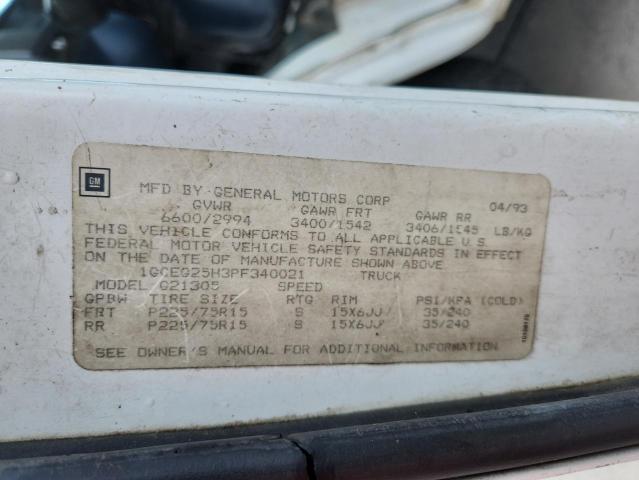 GM
MFD BY GENERAL MOTORS CORP 04/93
GVWR GAWR FRT GAWR RR
6600/2994 3400/1542 3406/1545 LB/KG
THIS VEHICLE CONFORMS TO ALL APPLICABLE U.S.
FEDERAL MOTOR VEHICLE SAFETY STANDARDS IN EFFECT
ON THE DATE OF MANUFACTURE SHOWN ABOVE.
1GCEG25H3PF340021 TRUCK
MODEL: G21305 SPEED
GPBW TIRE SIZE RTG RIM PSI/KPA (COLD)
FRT P225/75R15 S 15X6JJ 35/240
RR P225/75R15 S 15X6JJ 35/240
SEE OWNER'S MANUAL FOR ADDITIONAL INFORMATION